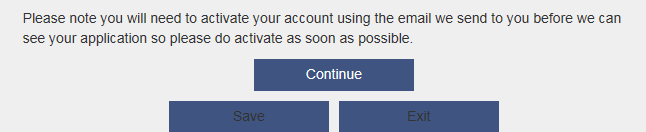 Please note you will need to activate your account using the email we send to you before we can
see your application so please do activate as soon as possible.
Continue
Save Exit